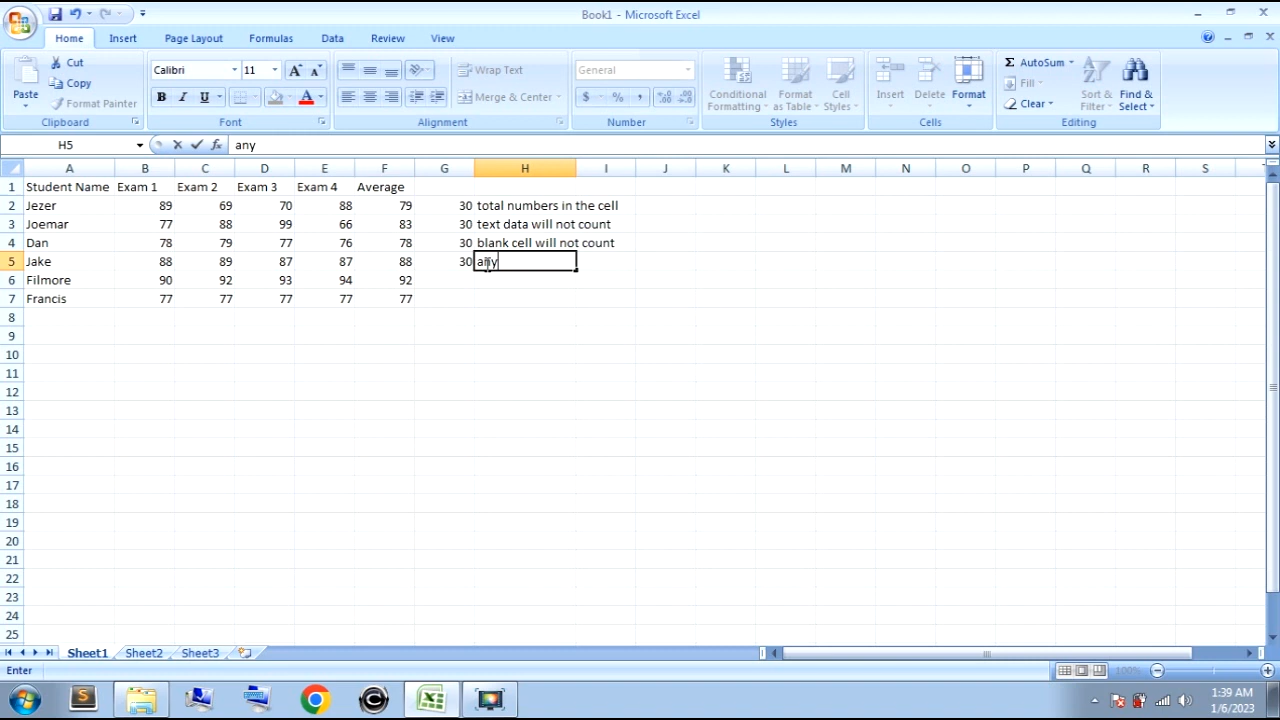 Book1 - Microsoft Excel
Home Insert Page Layout Formulas Data Review View
Paste Cut Copy Format Painter Clipboard
Calibri 11 B I U A Font
Wrap Text Merge & Center Alignment
General $ % , Number
Conditional Formatting Format as Table Cell Styles Styles
Insert Delete Format Cells
Σ AutoSum Fill Clear Sort & Filter Find & Select Editing
H5 fx any
A B C D E F G H I J K L M N O P Q R S
1 Student Name Exam 1 Exam 2 Exam 3 Exam 4 Average
2 Jezer 89 69 70 88 79 30 total numbers in the cell
3 Joemar 77 88 99 66 83 30 text data will not count
4 Dan 78 79 77 76 78 30 blank cell will not count
5 Jake 88 89 87 87 88 30 any
6 Filmore 90 92 93 94 92
7 Francis 77 77 77 77 77
8
9
10
11
12
13
14
15
16
17
18
19
20
21
22
23
24
25
Sheet1 Sheet2 Sheet3
Enter 100%
1:39 AM
1/6/2023